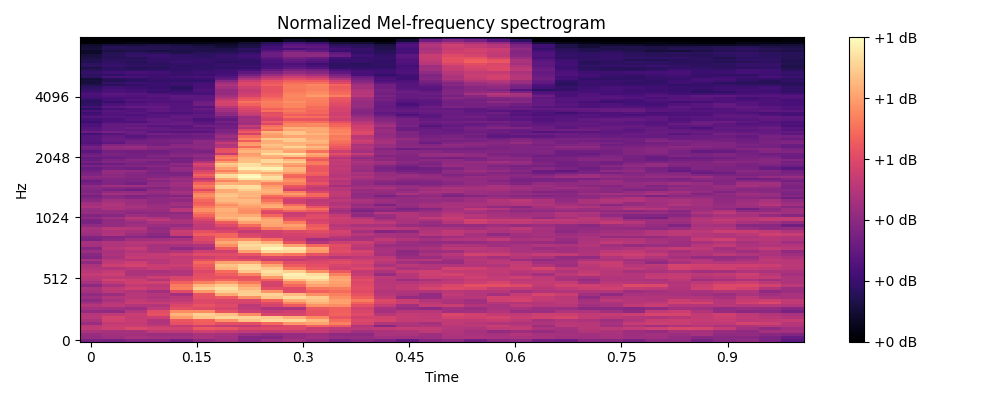 Normalized Mel-frequency spectrogram
Hz
4096
2048
1024
512
0
0 0.15 0.3 0.45 0.6 0.75 0.9
Time
+1 dB
+1 dB
+1 dB
+0 dB
+0 dB
+0 dB